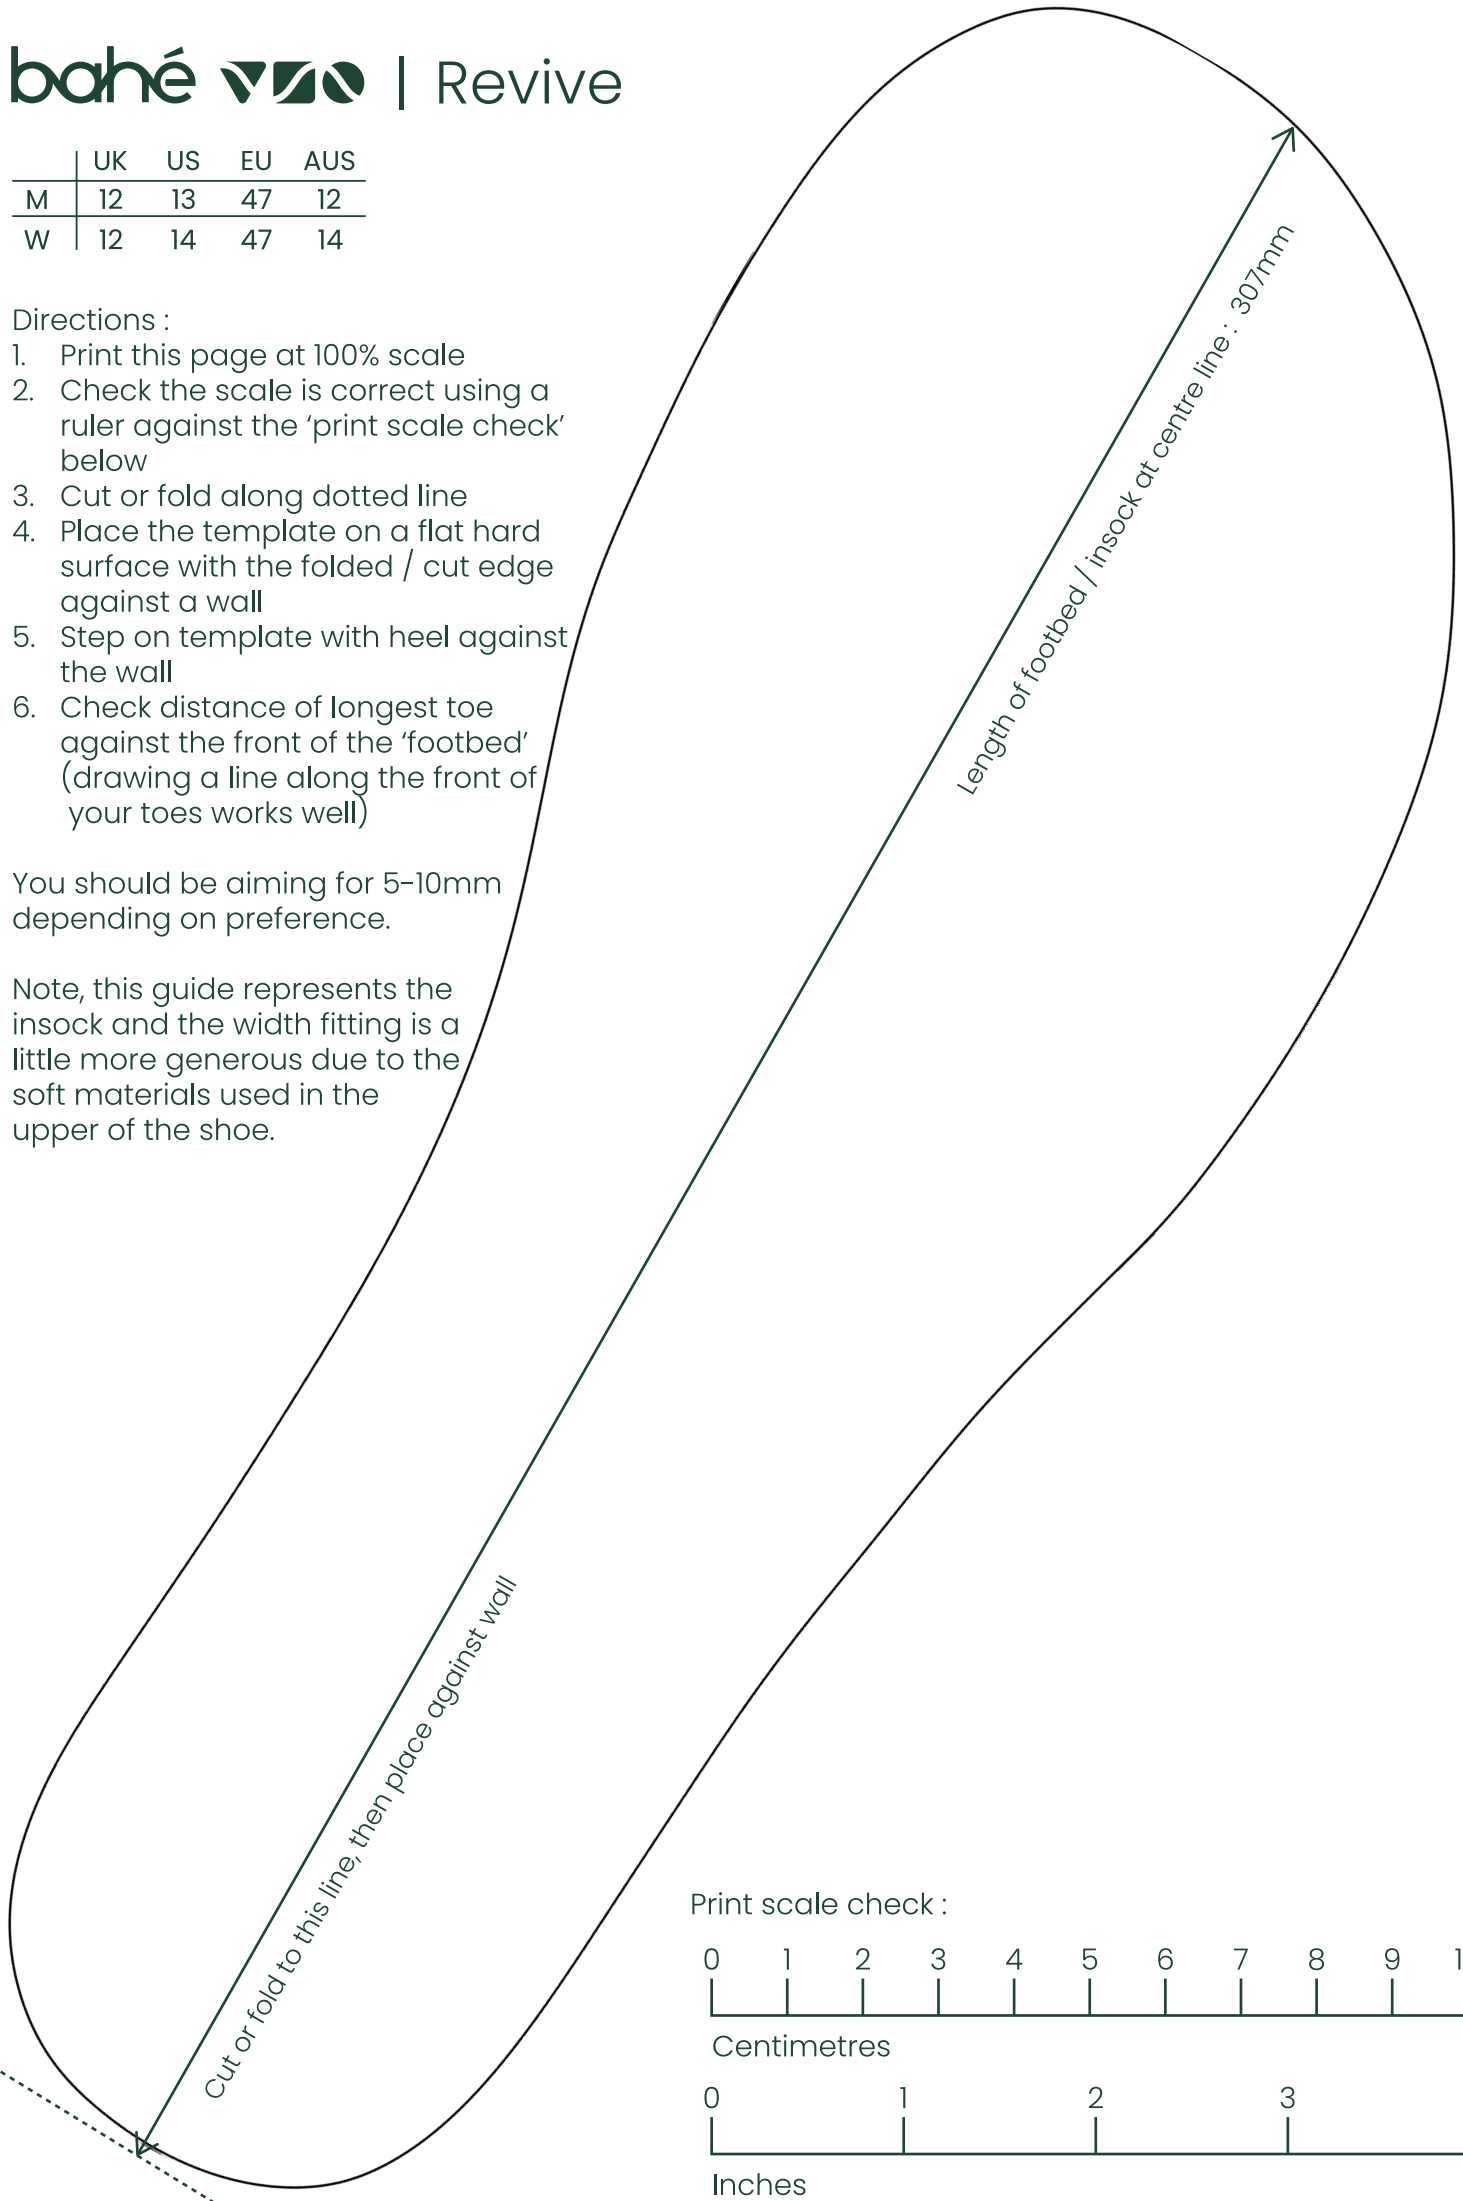 bahé | Revive
UK US EU AUS
M 12 13 47 12
W 12 14 47 14
Directions :
1. Print this page at 100% scale
2. Check the scale is correct using a
ruler against the ‘print scale check’
below
3. Cut or fold along dotted line
4. Place the template on a flat hard
surface with the folded / cut edge
against a wall
5. Step on template with heel against
the wall
6. Check distance of longest toe
against the front of the ‘footbed’
(drawing a line along the front of
your toes works well)
You should be aiming for 5-10mm
depending on preference.
Note, this guide represents the
insock and the width fitting is a
little more generous due to the
soft materials used in the
upper of the shoe.
Length of footbed / insock at centre line : 307mm
Cut or fold to this line, then place against wall
Print scale check :
0 1 2 3 4 5 6 7 8 9 1
Centimetres
0 1 2 3
Inches